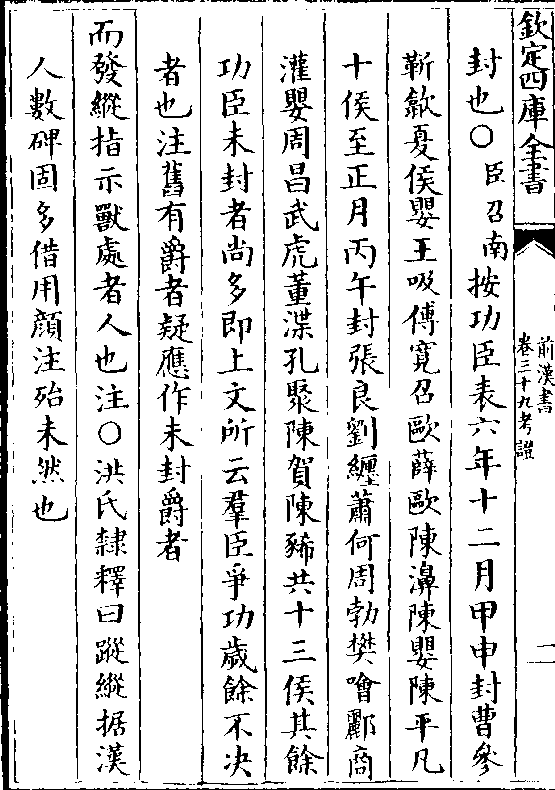 欽定四庫全書
前漢書
卷三十九考證
二
封也○臣召南按功臣表六年十二月甲申封曹參
靳歙夏侯嬰王吸傅寛召歐薛歐陳濞陳嬰陳平凡
十侯至正月丙午封張良劉纒蕭何周勃樊噲酈商
灌嬰周昌武虎董渫孔聚陳賀陳豨共十三侯其餘
功臣未封者尚多即上文所云羣臣爭功歲餘不决
者也注舊有爵者疑應作未封爵者
而發縱指示獸處者人也注○洪氏隸釋曰蹤縱据漢
人數碑固多借用顔注殆未然也